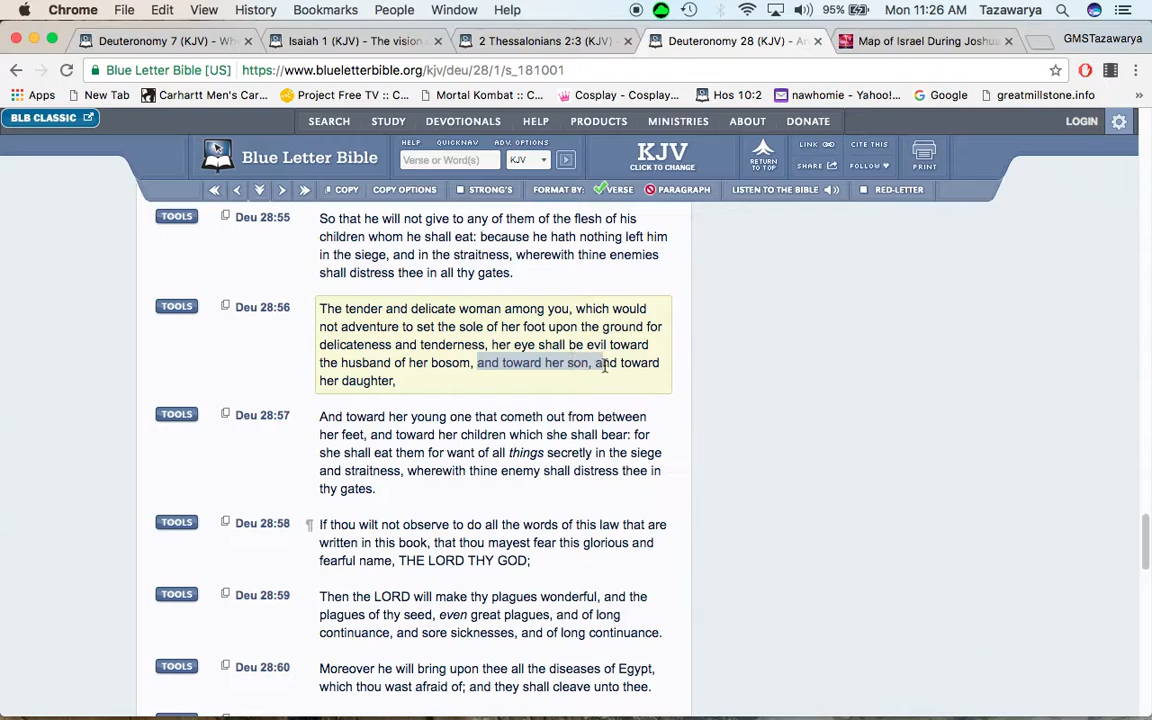 Chrome File Edit View History Bookmarks People Window Help 95% Mon 11:26 AM Tazawarya
Deuteronomy 7 (KJV) - Whe
Isaiah 1 (KJV) - The vision
2 Thessalonians 2:3 (KJV)
Deuteronomy 28 (KJV) - An
Map of Israel During Joshu
GMSTazawarya
Blue Letter Bible [US] https://www.blueletterbible.org/kjv/deu/28/1/s_181001
Apps New Tab Carhartt Men's Car... Project Free TV :: C... Mortal Kombat :: C... Cosplay - Cosplay... Hos 10:2 nawhomie - Yahoo!... Google greatmillstone.info »
BLB CLASSIC
SEARCH STUDY DEVOTIONALS HELP PRODUCTS MINISTRIES ABOUT DONATE LOGIN
Blue Letter Bible
HELP QUICKNAV ADV. OPTIONS
Verse or Word(s) KJV
KJV
CLICK TO CHANGE
RETURN TO TOP
LINK CITE THIS
SHARE FOLLOW
PRINT
COPY COPY OPTIONS STRONG'S FORMAT BY: VERSE PARAGRAPH LISTEN TO THE BIBLE RED-LETTER
TOOLS Deu 28:55 So that he will not give to any of them of the flesh of his
children whom he shall eat: because he hath nothing left him
in the siege, and in the straitness, wherewith thine enemies
shall distress thee in all thy gates.
TOOLS Deu 28:56 The tender and delicate woman among you, which would
not adventure to set the sole of her foot upon the ground for
delicateness and tenderness, her eye shall be evil toward
the husband of her bosom, and toward her son, and toward
her daughter,
TOOLS Deu 28:57 And toward her young one that cometh out from between
her feet, and toward her children which she shall bear: for
she shall eat them for want of all things secretly in the siege
and straitness, wherewith thine enemy shall distress thee in
thy gates.
TOOLS Deu 28:58 ¶ If thou wilt not observe to do all the words of this law that are
written in this book, that thou mayest fear this glorious and
fearful name, THE LORD THY GOD;
TOOLS Deu 28:59 Then the LORD will make thy plagues wonderful, and the
plagues of thy seed, even great plagues, and of long
continuance, and sore sicknesses, and of long continuance.
TOOLS Deu 28:60 Moreover he will bring upon thee all the diseases of Egypt,
which thou wast afraid of; and they shall cleave unto thee.